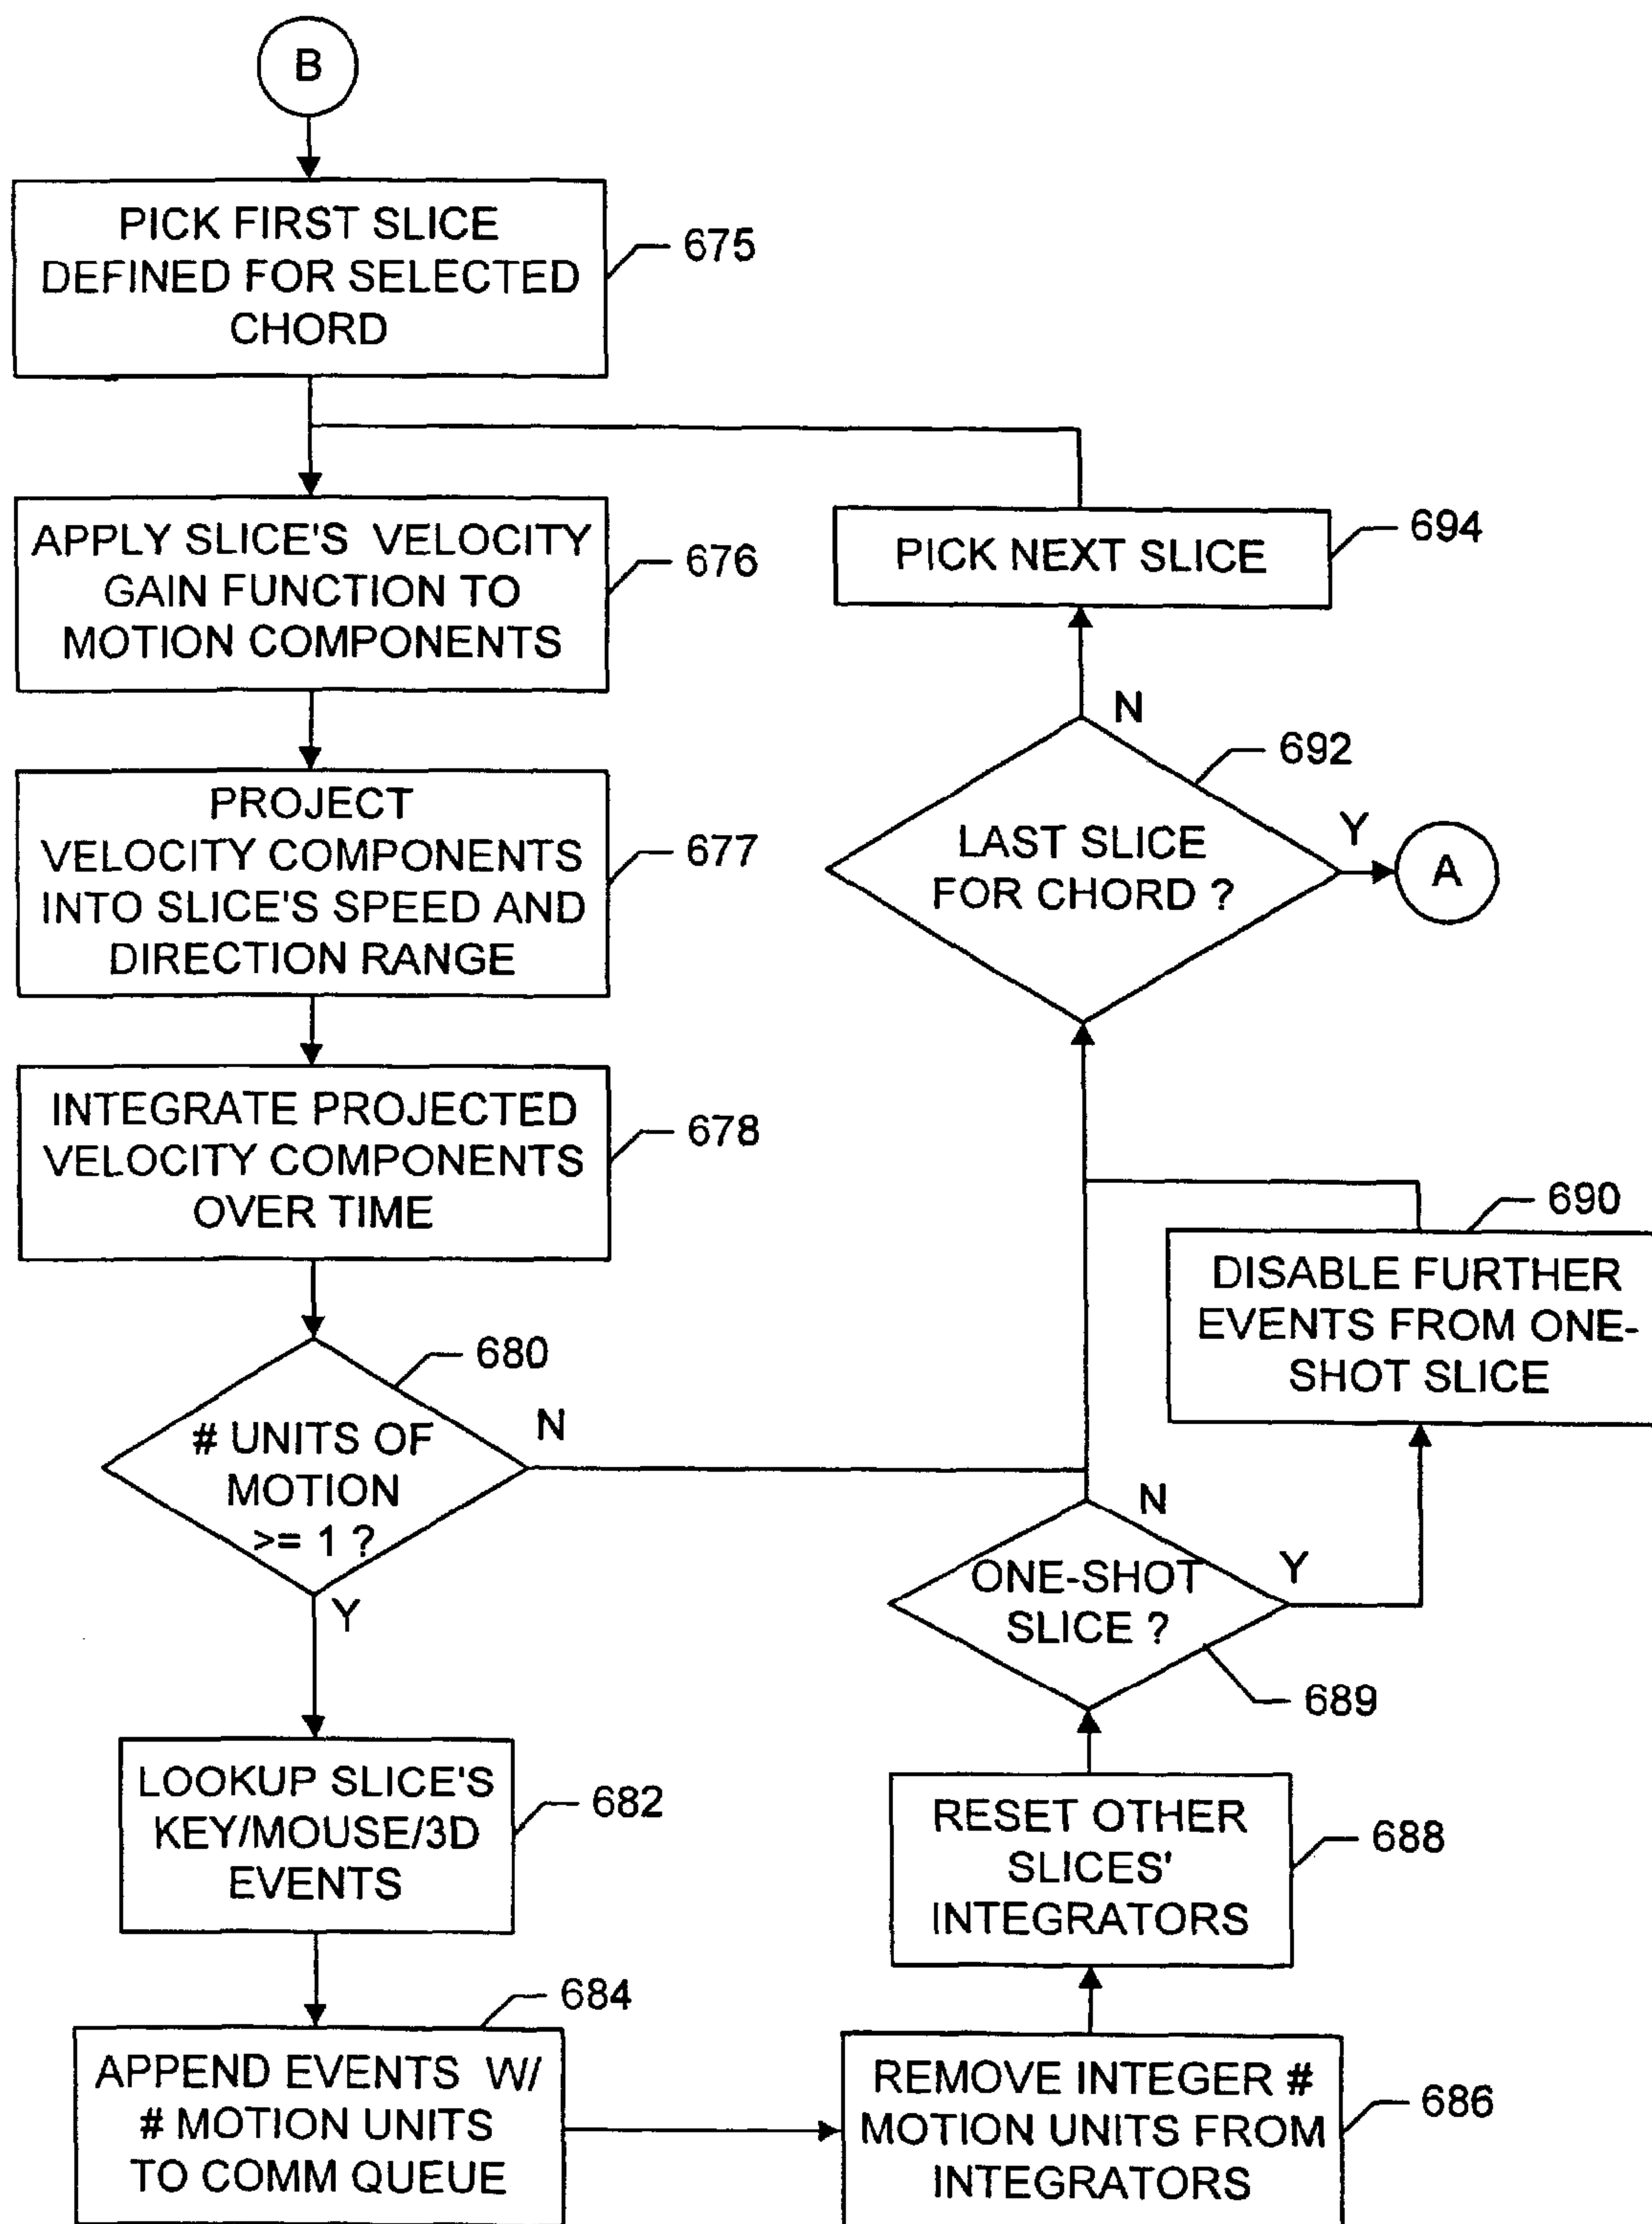 B
PICK FIRST SLICE
DEFINED FOR SELECTED
CHORD
675
APPLY SLICE'S VELOCITY
GAIN FUNCTION TO
MOTION COMPONENTS
676
PROJECT
VELOCITY COMPONENTS
INTO SLICE'S SPEED AND
DIRECTION RANGE
677
INTEGRATE PROJECTED
VELOCITY COMPONENTS
OVER TIME
678
# UNITS OF
MOTION
>= 1 ?
680
N
Y
LOOKUP SLICE'S
KEY/MOUSE/3D
EVENTS
682
APPEND EVENTS W/
# MOTION UNITS
TO COMM QUEUE
684
REMOVE INTEGER #
MOTION UNITS FROM
INTEGRATORS
686
RESET OTHER
SLICES'
INTEGRATORS
688
ONE-SHOT
SLICE ?
689
N
Y
DISABLE FURTHER
EVENTS FROM ONE-
SHOT SLICE
690
LAST SLICE
FOR CHORD ?
692
N
Y
A
PICK NEXT SLICE
694